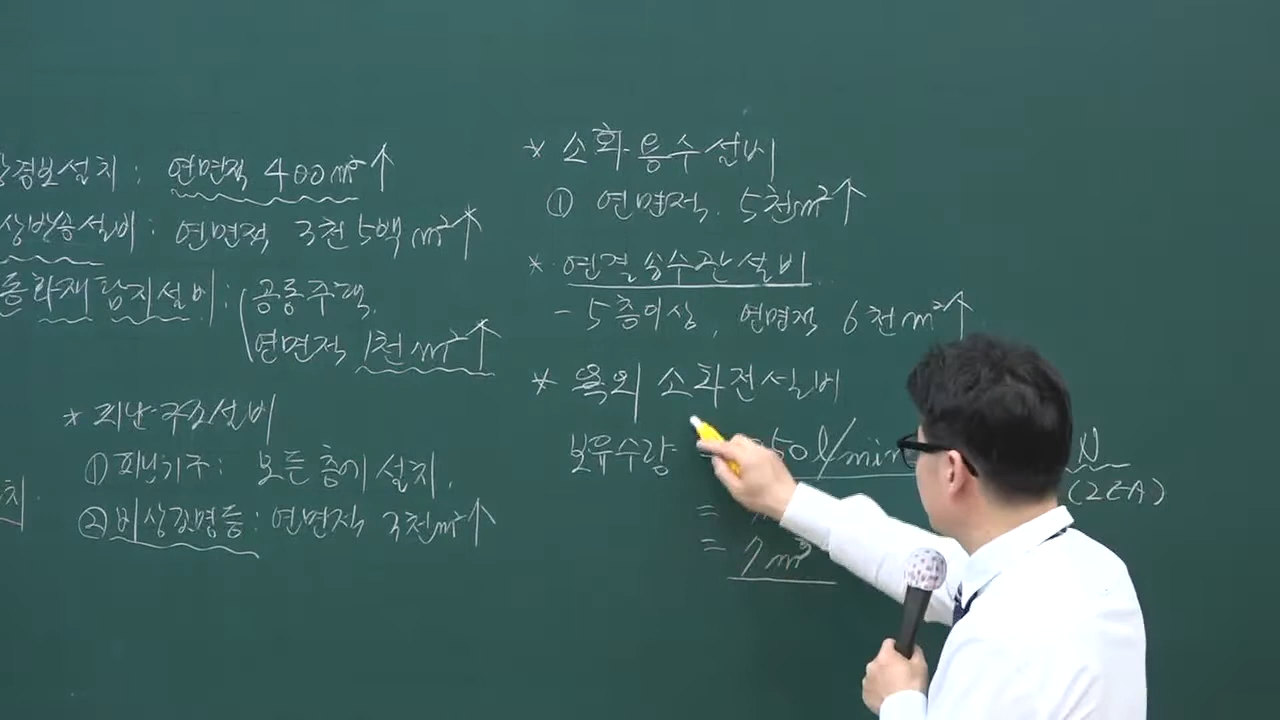 경보설치 : 연면적 400m²↑
상방송설비 : 연면적 3천5백m²↑
동화재탐지설비 : 공동주택.
연면적 1천m²↑
* 피난구조설비
① 피난기구 : 모든 층에 설치.
② 비상조명등 : 연면적 3천m²↑
치.
* 소화용수설비
① 연면적. 5천m²↑
* 연결송수관설비
- 5층이상, 연면적 6천m²↑
* 옥외 소화전설비
보유수량 50ℓ/min N
(2EA)
=
= 7m³